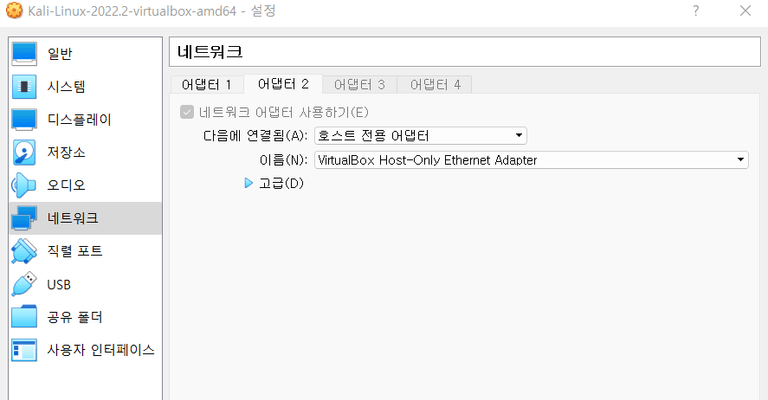 Kali-Linux-2022.2-virtualbox-amd64 - 설정
?
일반
시스템
디스플레이
저장소
오디오
네트워크
직렬 포트
USB
공유 폴더
사용자 인터페이스
네트워크
어댑터 1 어댑터 2 어댑터 3 어댑터 4
네트워크 어댑터 사용하기(E)
다음에 연결됨(A): 호스트 전용 어댑터
이름(N): VirtualBox Host-Only Ethernet Adapter
고급(D)